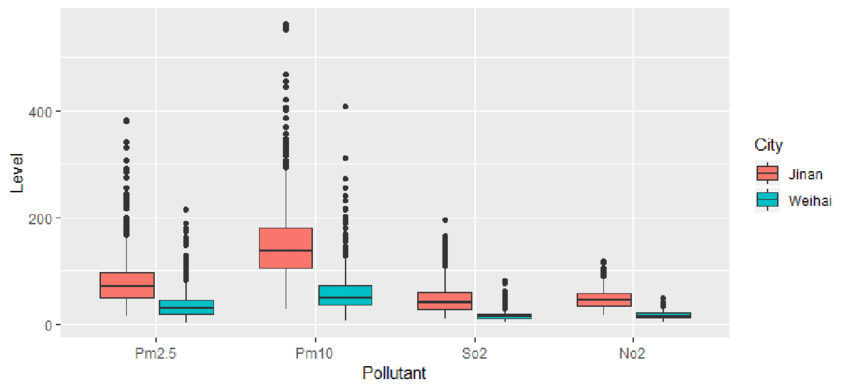 400
200
0
Level
Pm2.5 Pm10 So2 No2
Pollutant
City
Jinan
Weihai